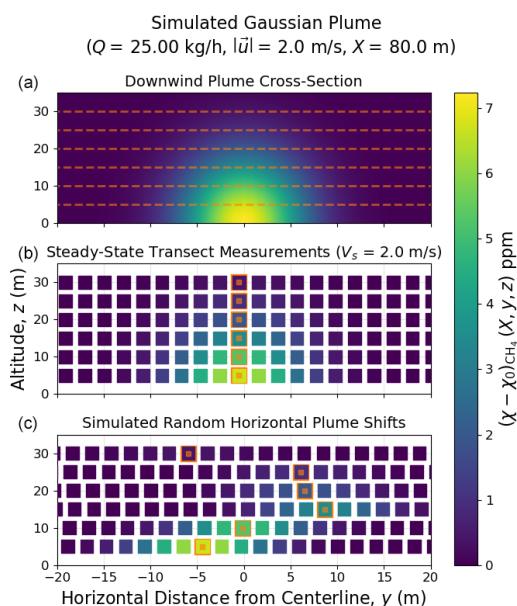 Simulated Gaussian Plume
(Q = 25.00 kg/h, |u⃗| = 2.0 m/s, X = 80.0 m)
(a)
Downwind Plume Cross-Section
30
20
10
0
(b)
Steady-State Transect Measurements (Vₛ = 2.0 m/s)
30
20
10
0
(c)
Simulated Random Horizontal Plume Shifts
30
20
10
0
−20 −15 −10 −5 0 5 10 15 20
Horizontal Distance from Centerline, y (m)
Altitude, z (m)
7
6
5
4
3
2
1
0
(χ − χ₀)CH₄ (X, y, z) ppm